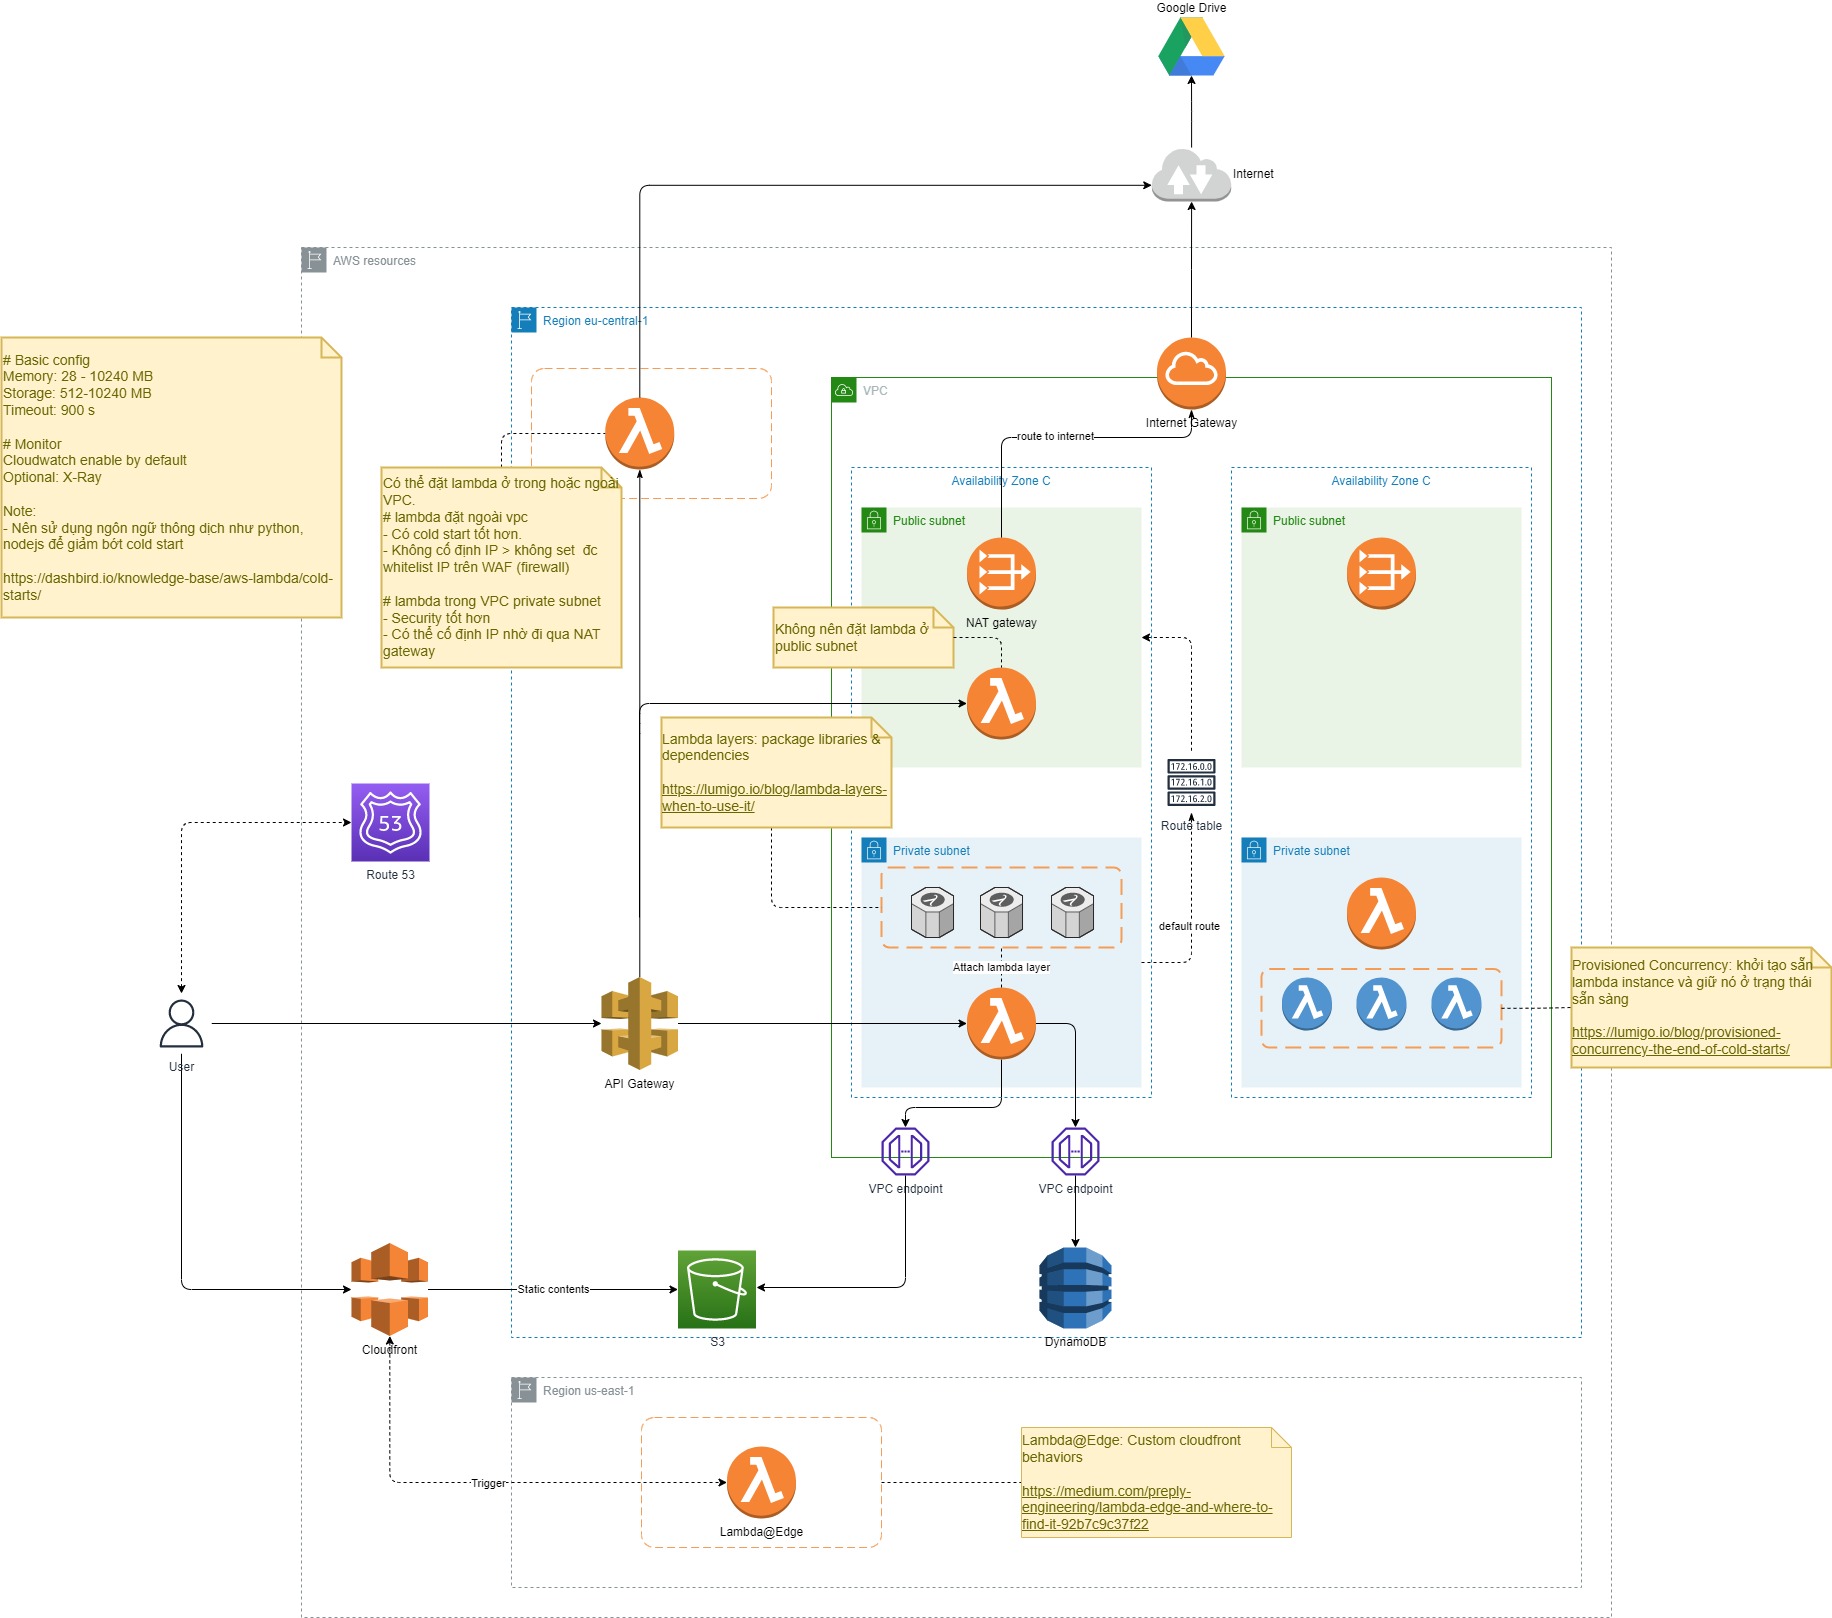 Google Drive
Internet
AWS resources
Region eu-central-1
# Basic config
Memory: 28 - 10240 MB
Storage: 512-10240 MB
Timeout: 900 s
# Monitor
Cloudwatch enable by default
Optional: X-Ray
Note:
- Nên sử dụng ngôn ngữ thông dịch như python,
nodejs để giảm bớt cold start
https://dashbird.io/knowledge-base/aws-lambda/cold-
starts/
Có thể đặt lambda ở trong hoặc ngoài
VPC.
# lambda đặt ngoài vpc
- Có cold start tốt hơn.
- Không cố định IP > không set  đc
whitelist IP trên WAF (firewall)
# lambda trong VPC private subnet
- Security tốt hơn
- Có thể cố định IP nhờ đi qua NAT
gateway
VPC
Internet Gateway
route to internet
Availability Zone C
Availability Zone C
Public subnet
Public subnet
NAT gateway
Không nên đặt lambda ở
public subnet
Lambda layers: package libraries &
dependencies
https://lumigo.io/blog/lambda-layers-
when-to-use-it/
172.16.0.0
172.16.1.0
172.16.2.0
Route table
53
Route 53
Private subnet
Private subnet
default route
Attach lambda layer
Provisioned Concurrency: khởi tạo sẵn
lambda instance và giữ nó ở trạng thái
sẵn sàng
https://lumigo.io/blog/provisioned-
concurrency-the-end-of-cold-starts/
User
API Gateway
VPC endpoint
VPC endpoint
Static contents
Cloudfront
S3
DynamoDB
Region us-east-1
Trigger
Lambda@Edge
Lambda@Edge: Custom cloudfront
behaviors
https://medium.com/preply-
engineering/lambda-edge-and-where-to-
find-it-92b7c9c37f22